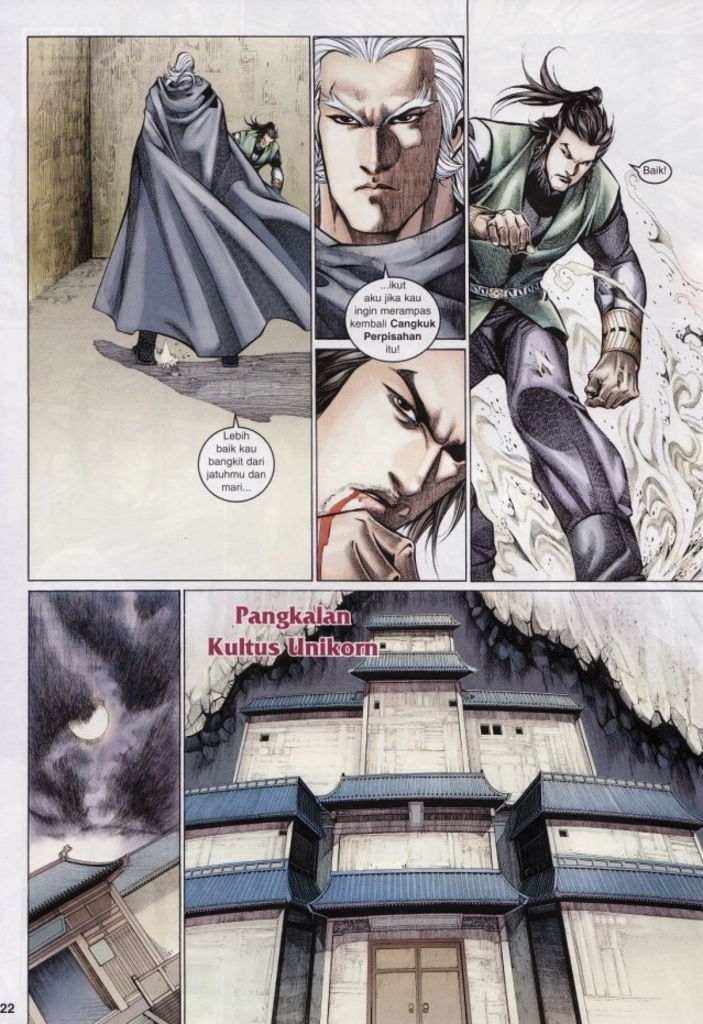 Lebih
baik kau
bangkit dari
jatuhmu dan
mari...
...ikut
aku jika kau
ingin merampas
kembali Cangkuk
Perpisahan
itu!
Baik!
Pangkalan
Kultus Unikorn
22